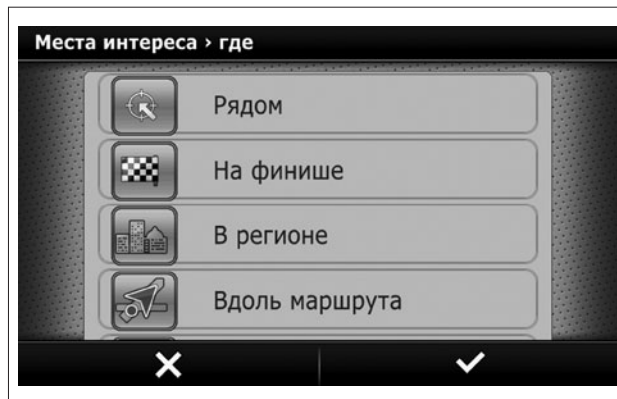 Места интереса › где
Рядом
На финише
В регионе
Вдоль маршрута